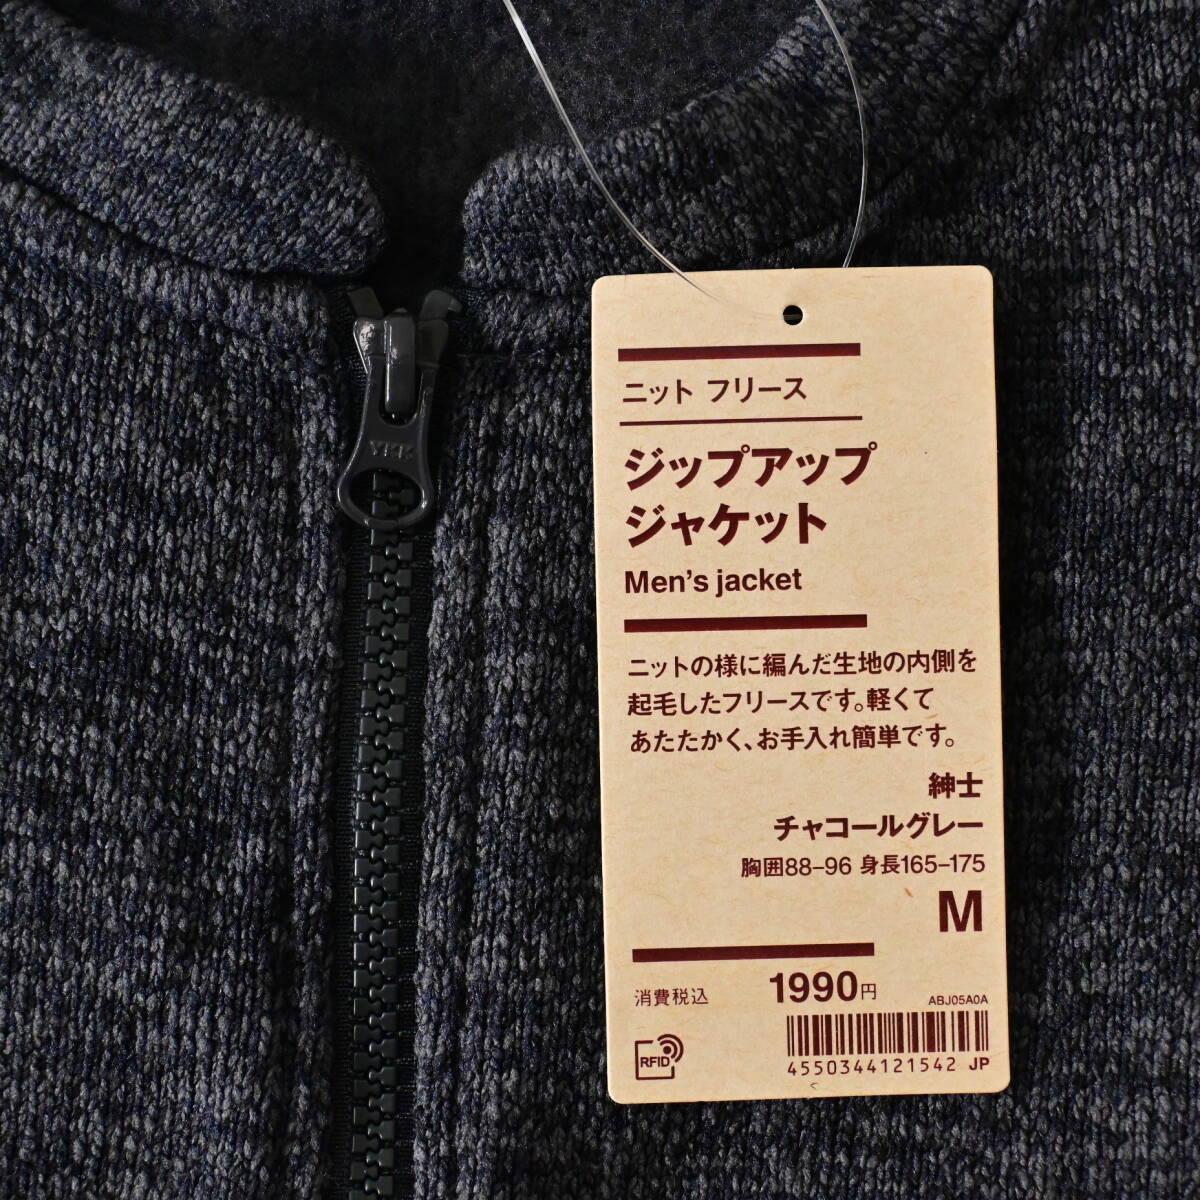 YKK
ニット フリース
ジップアップ
ジャケット
Men's jacket
ニットの様に編んだ生地の内側を
起毛したフリースです。軽くて
あたたかく、お手入れ簡単です。
紳士
チャコールグレー
胸囲88-96 身長165-175
M
消費税込 1990円
ABJ05A0A
RFID
4550344121542 JP